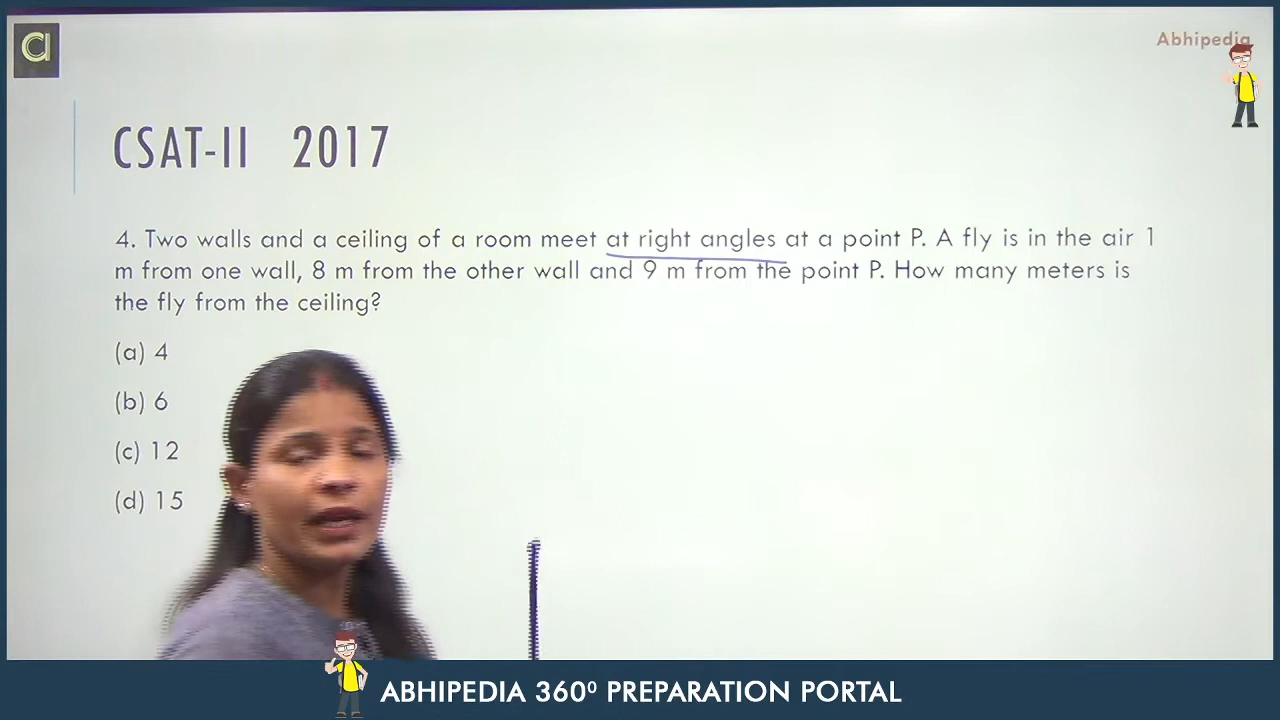 Abhipedia
CSAT-II 2017
4. Two walls and a ceiling of a room meet at right angles at a point P. A fly is in the air 1
m from one wall, 8 m from the other wall and 9 m from the point P. How many meters is
the fly from the ceiling?
(a) 4
(b) 6
(c) 12
(d) 15
ABHIPEDIA 360⁰ PREPARATION PORTAL